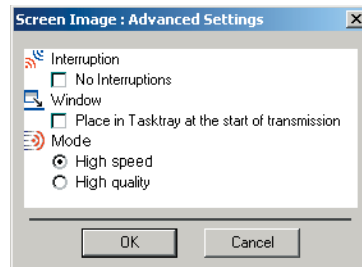 Screen Image : Advanced Settings
Interruption
No Interruptions
Window
Place in Tasktray at the start of transmission
Mode
High speed
High quality
OK
Cancel